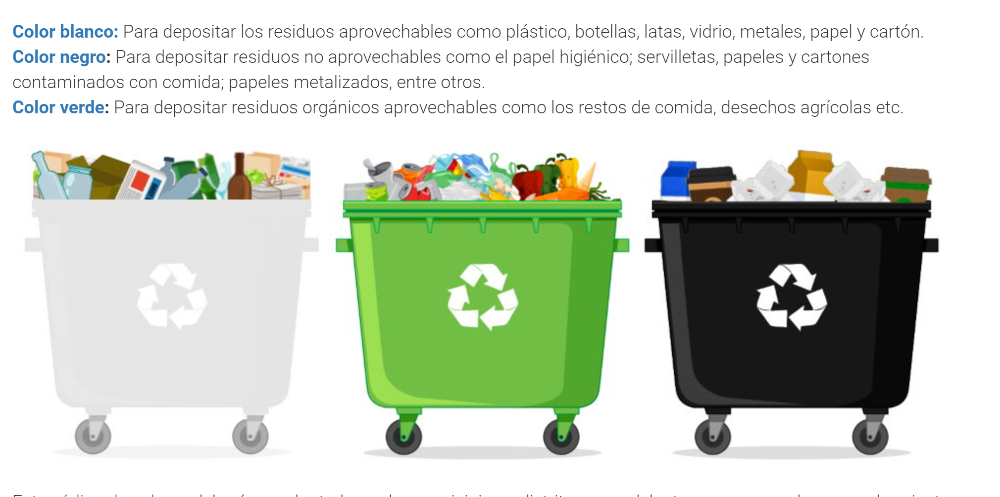 Color blanco: Para depositar los residuos aprovechables como plástico, botellas, latas, vidrio, metales, papel y cartón.
Color negro: Para depositar residuos no aprovechables como el papel higiénico; servilletas, papeles y cartones
contaminados con comida; papeles metalizados, entre otros.
Color verde: Para depositar residuos orgánicos aprovechables como los restos de comida, desechos agrícolas etc.